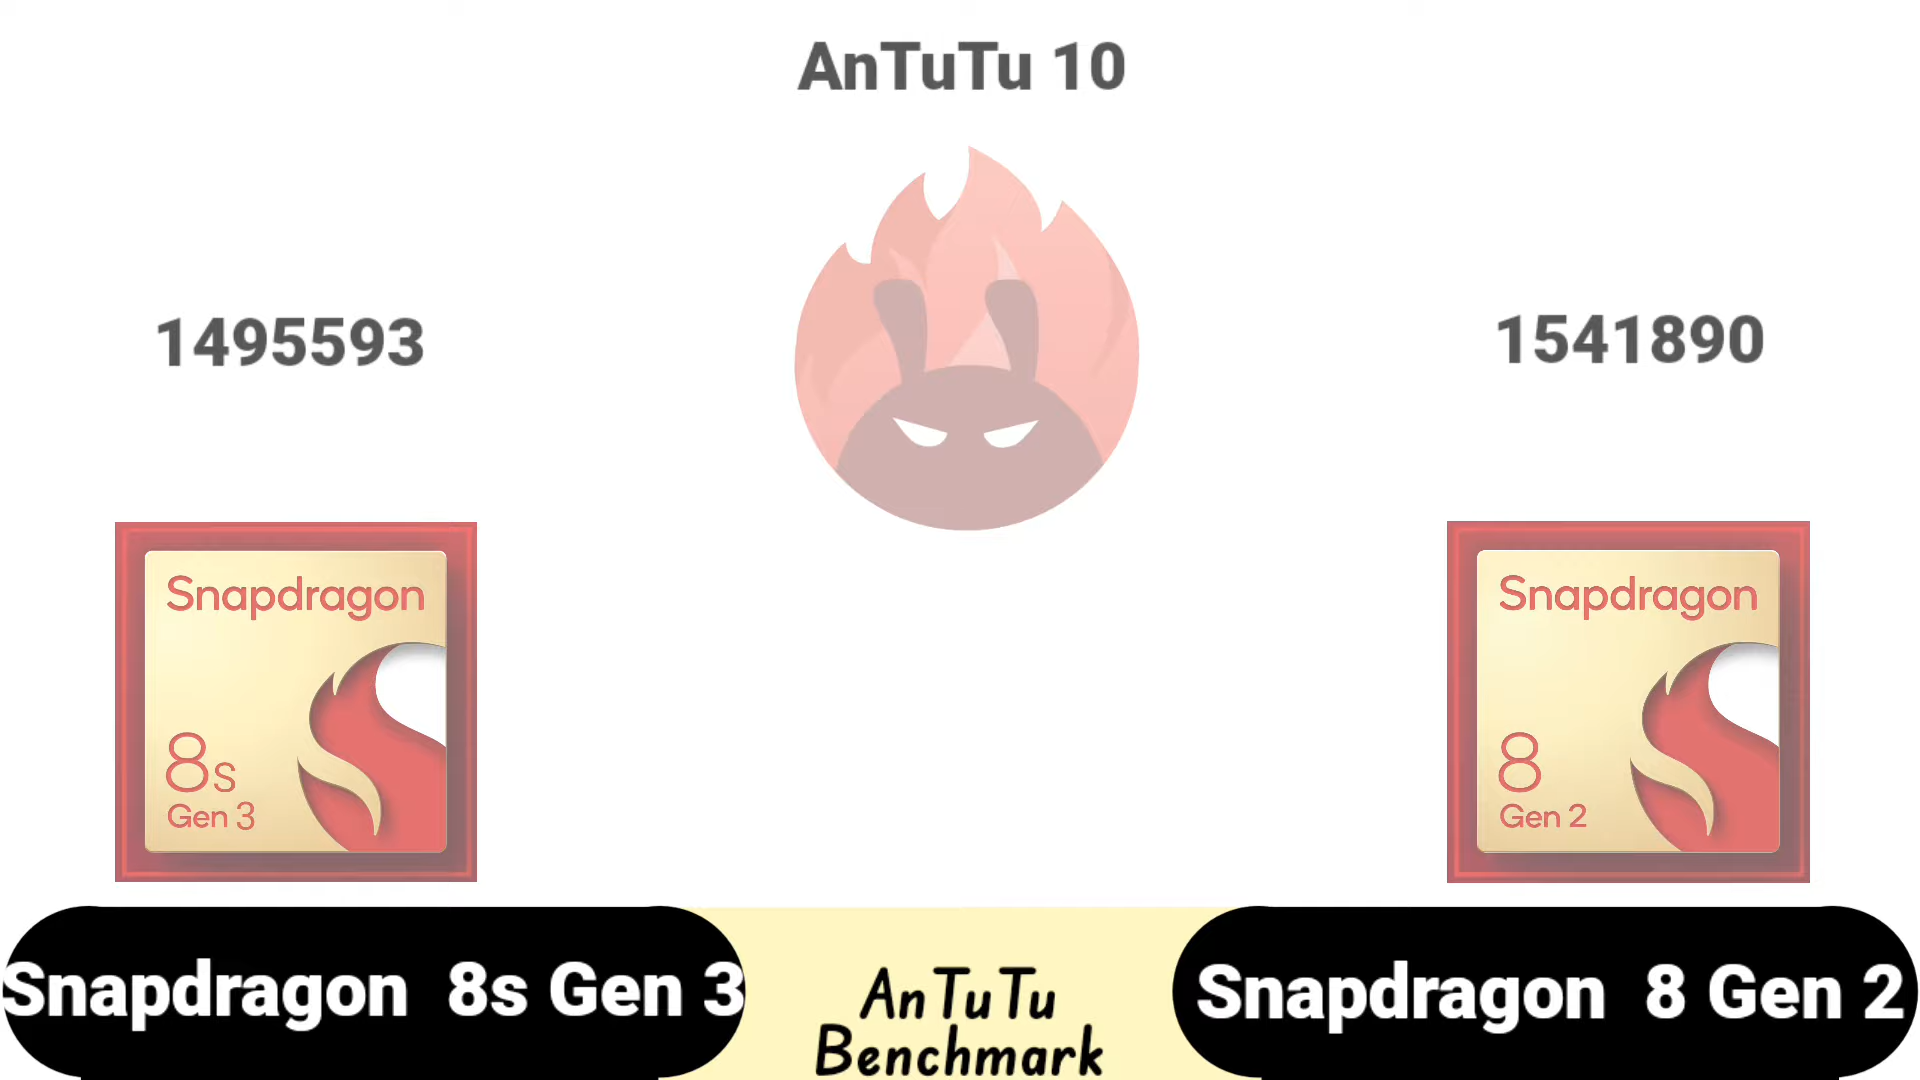 AnTuTu 10
1495593
1541890
Snapdragon
8s
Gen 3
Snapdragon
8
Gen 2
Snapdragon 8s Gen 3
AnTuTu
Benchmark
Snapdragon 8 Gen 2